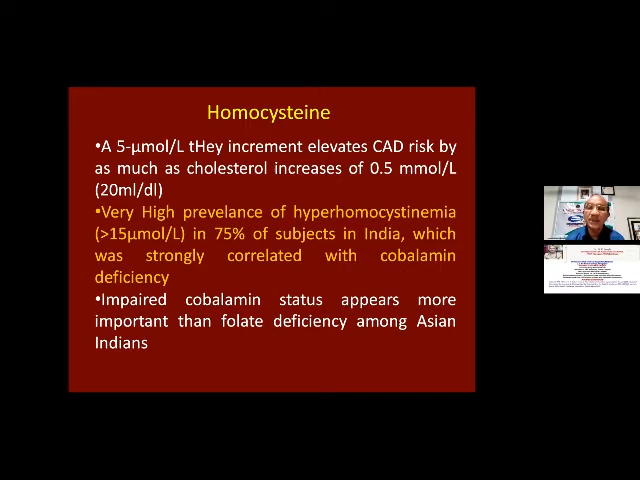 Homocysteine
•A 5-µmol/L tHey increment elevates CAD risk by
as much as cholesterol increases of 0.5 mmol/L
(20ml/dl)
•Very High prevelance of hyperhomocystinemia
(>15µmol/L) in 75% of subjects in India, which
was strongly correlated with cobalamin
deficiency
•Impaired cobalamin status appears more
important than folate deficiency among Asian
Indians